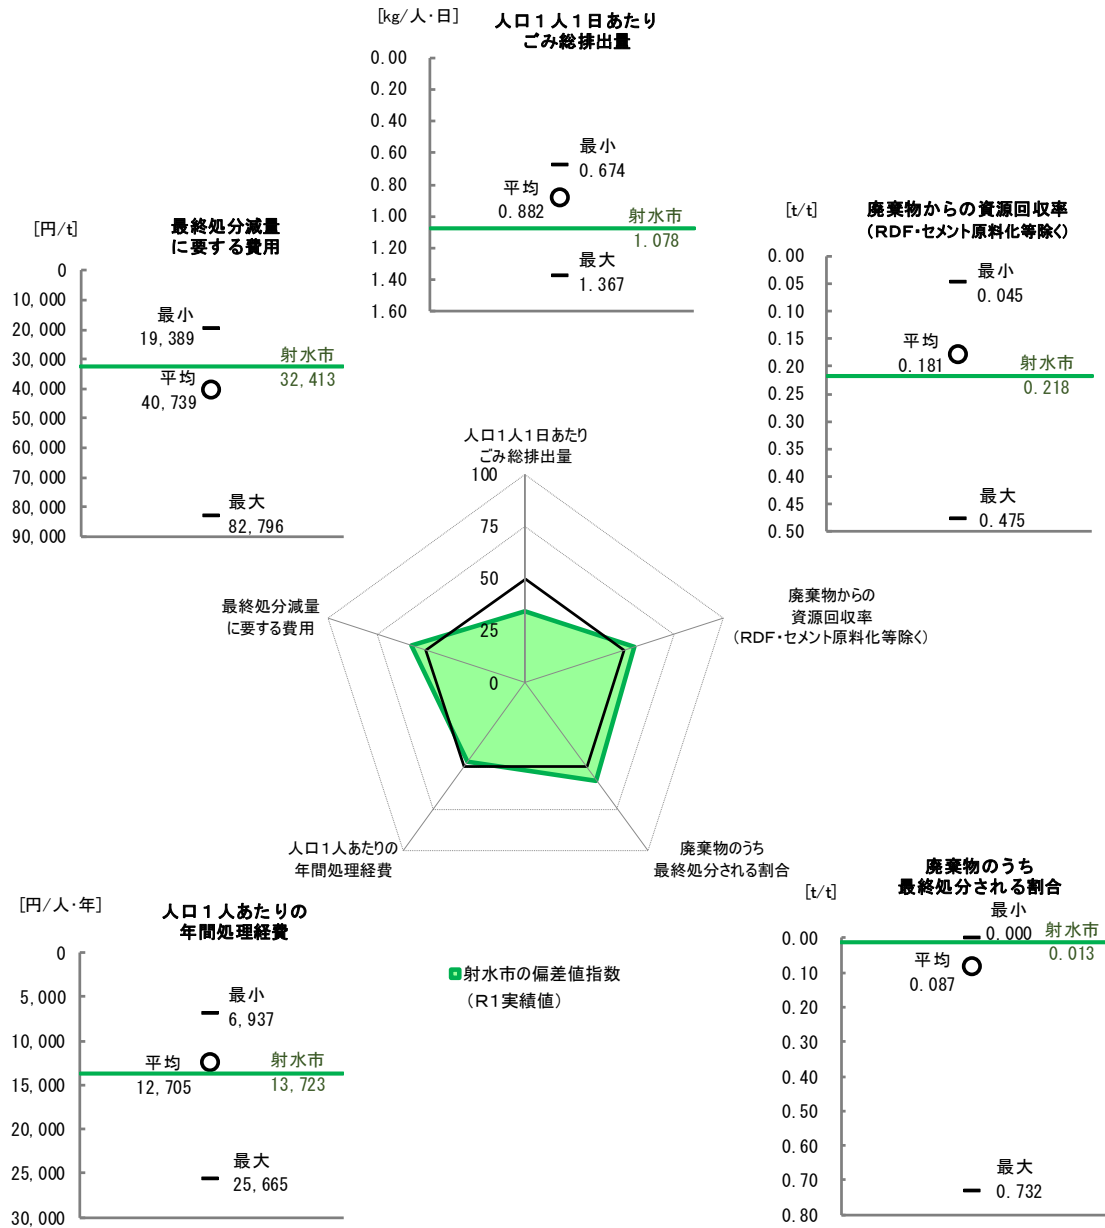 [kg/人・日]
人口１人１日あたり
ごみ総排出量
0.00
0.20
0.40
0.60
0.80
1.00
1.20
1.40
1.60
最小
0.674
平均
0.882
射水市
1.078
最大
1.367
[円/t]
最終処分減量
に要する費用
0
10,000
20,000
30,000
40,000
50,000
60,000
70,000
80,000
90,000
最小
19,389
射水市
32,413
平均
40,739
最大
82,796
[t/t]
廃棄物からの資源回収率
（RDF・セメント原料化等除く）
0.00
0.05
0.10
0.15
0.20
0.25
0.30
0.35
0.40
0.45
0.50
最小
0.045
平均
0.181
射水市
0.218
最大
0.475
人口１人１日あたり
ごみ総排出量
100
75
50
25
0
最終処分減量
に要する費用
廃棄物からの
資源回収率
（RDF・セメント原料化等除く）
人口１人あたりの
年間処理経費
廃棄物のうち
最終処分される割合
[円/人・年]
人口１人あたりの
年間処理経費
0
5,000
10,000
15,000
20,000
25,000
30,000
最小
6,937
平均
12,705
射水市
13,723
最大
25,665
射水市の偏差値指数
（R1実績値）
[t/t]
廃棄物のうち
最終処分される割合
0.00
0.10
0.20
0.30
0.40
0.50
0.60
0.70
0.80
最小
0.000
射水市
0.013
平均
0.087
最大
0.732